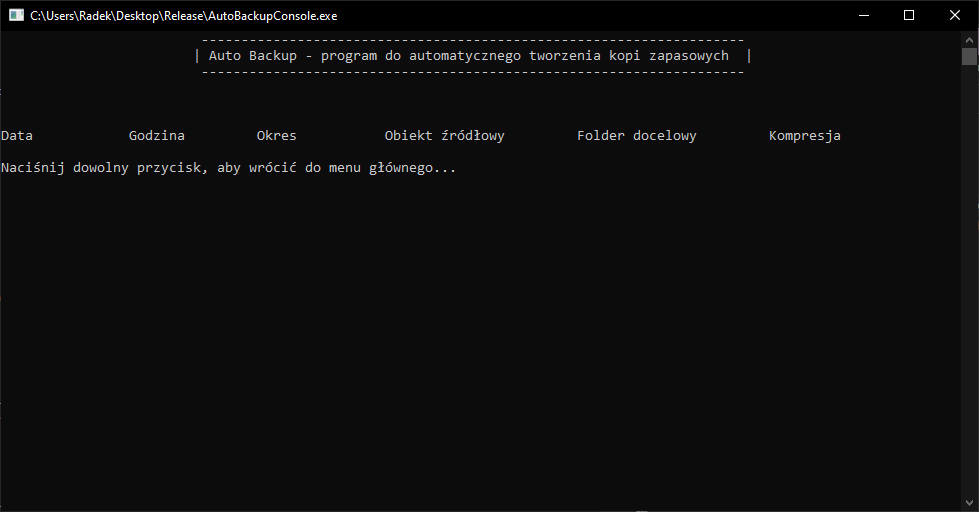 C:\Users\Radek\Desktop\Release\AutoBackupConsole.exe
--------------------------------------------------------------------
| Auto Backup - program do automatycznego tworzenia kopi zapasowych |
--------------------------------------------------------------------
Data Godzina Okres Obiekt źródłowy Folder docelowy Kompresja
Naciśnij dowolny przycisk, aby wrócić do menu głównego...